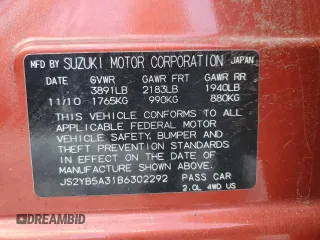 MFD BY SUZUKI MOTOR CORPORATION JAPAN
DATE GVWR GAWR FRT GAWR RR
3891LB 2183LB 1940LB
11/10 1765KG 990KG 880KG
THIS VEHICLE CONFORMS TO ALL
APPLICABLE FEDERAL MOTOR
VEHICLE SAFETY, BUMPER AND
THEFT PREVENTION STANDARDS
IN EFFECT ON THE DATE OF
MANUFACTURE SHOWN ABOVE.
JS2YB5A31B6302292 PASS CAR
2.0L 4WD US
DREAMBID